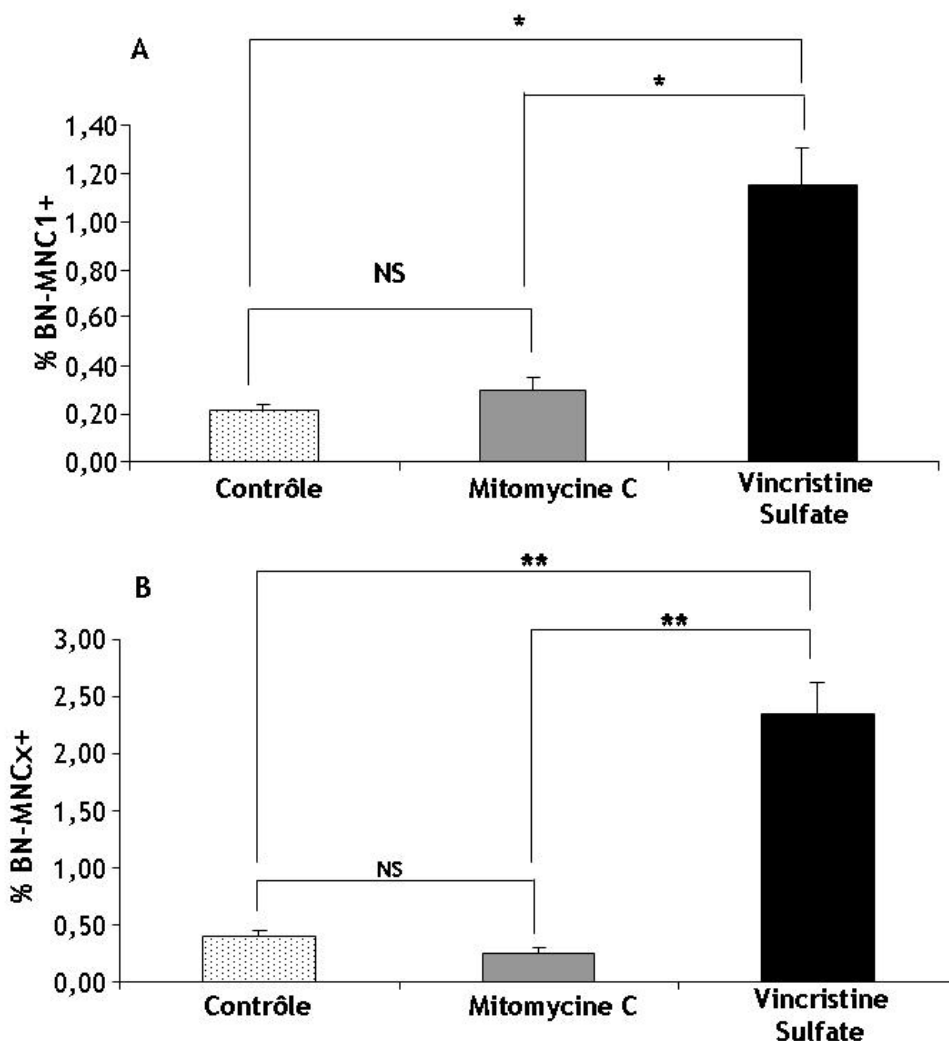 A
*
*
% BN-MNC1+
1,40
1,20
1,00
0,80
0,60
0,40
0,20
0,00
NS
Contrôle
Mitomycine C
Vincristine
Sulfate
B
**
**
% BN-MNCx+
3,00
2,50
2,00
1,50
1,00
0,50
0,00
NS
Contrôle
Mitomycine C
Vincristine
Sulfate